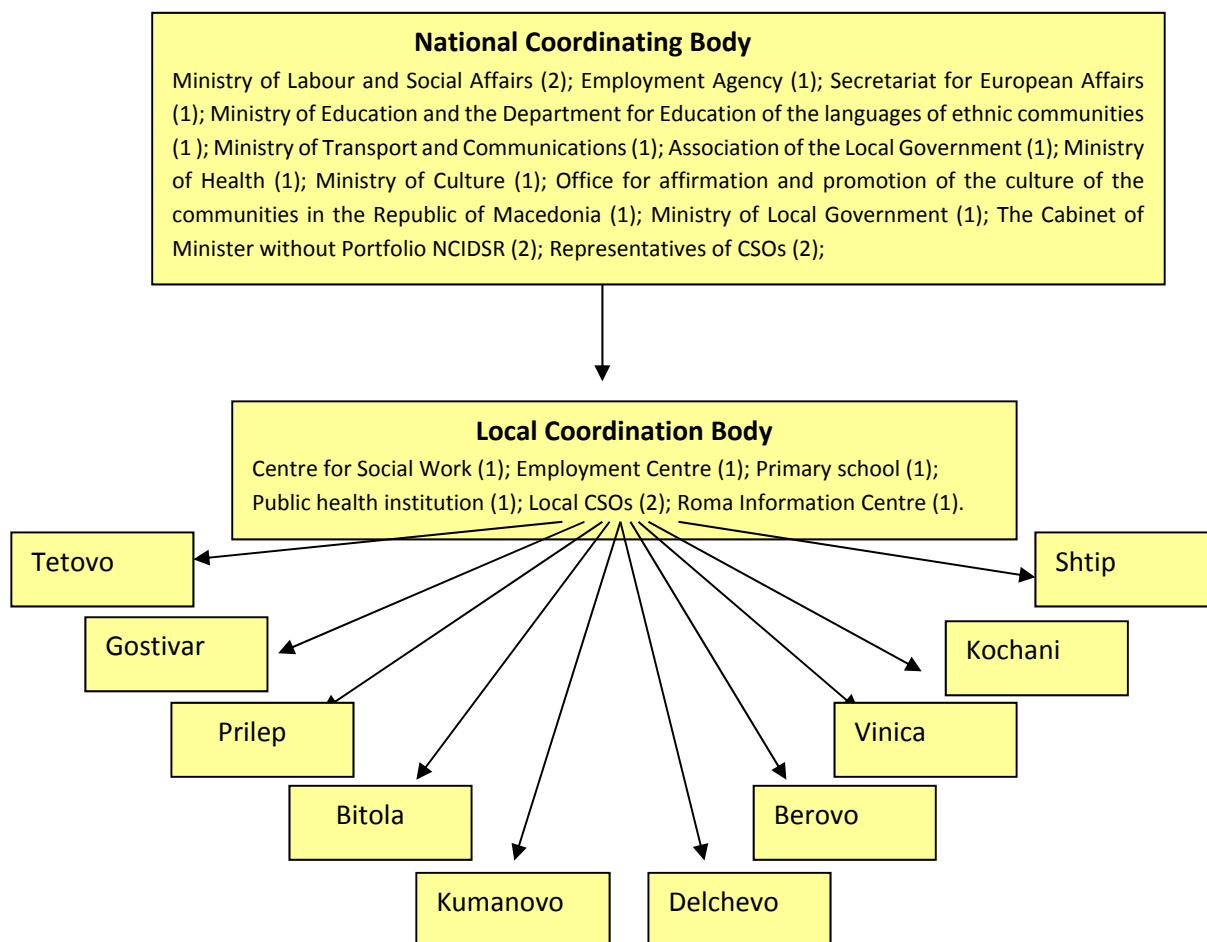 National Coordinating Body
Ministry of Labour and Social Affairs (2); Employment Agency (1); Secretariat for European Affairs
(1); Ministry of Education and the Department for Education of the languages of ethnic communities
(1 ); Ministry of Transport and Communications (1); Association of the Local Government (1); Ministry
of Health (1); Ministry of Culture (1); Office for affirmation and promotion of the culture of the
communities in the Republic of Macedonia (1); Ministry of Local Government (1); The Cabinet of
Minister without Portfolio NCIDSR (2); Representatives of CSOs (2);
Local Coordination Body
Centre for Social Work (1); Employment Centre (1); Primary school (1);
Public health institution (1); Local CSOs (2); Roma Information Centre (1).
Tetovo
Shtip
Gostivar
Kochani
Prilep
Vinica
Bitola
Berovo
Kumanovo
Delchevo